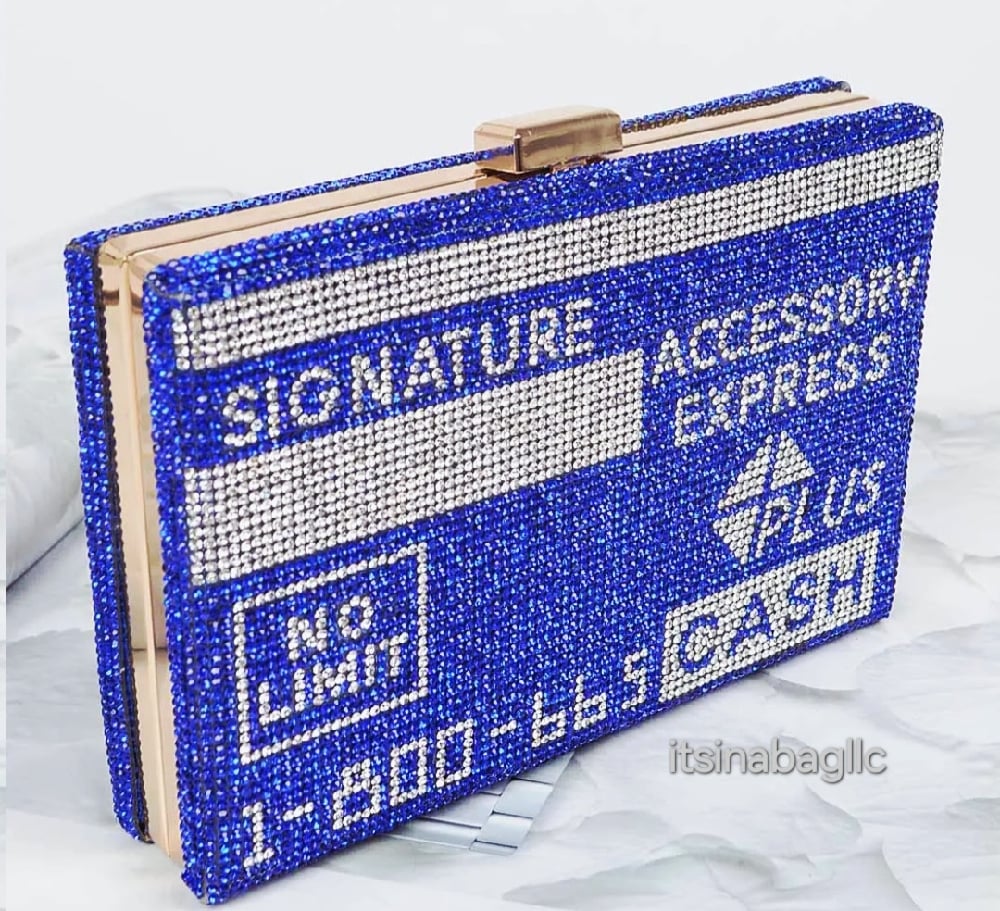 SIGNATURE
ACCESSORY
EXPRESS
PLUS
NO
LIMIT
CASH
1-800-665
itsinabagllc